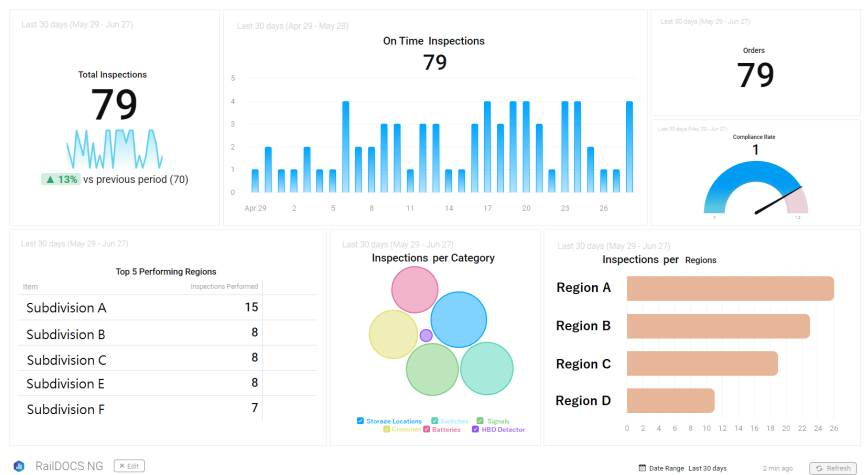 Last 30 days (May 29 - Jun 27)
Total Inspections
79
▲ 13% vs previous period (70)
Last 30 days (Apr 29 - May 28)
On Time Inspections
79
5
4
3
2
1
0
Apr 29 2 5 8 11 14 17 20 23 26
Last 30 days (May 29 - Jun 27)
Orders
79
Last 30 days (May 29 - Jun 27)
Compliance Rate
1
Last 30 days (May 29 - Jun 27)
Top 5 Performing Regions
Item Inspections Performed
Subdivision A 15
Subdivision B 8
Subdivision C 8
Subdivision E 8
Subdivision F 7
Last 30 days (May 29 - Jun 27)
Inspections per Category
Storage Locations Switches Signals
Crossings Batteries HBD Detector
Last 30 days (May 29 - Jun 27)
Inspections per Regions
Region A
Region B
Region C
Region D
0 2 4 6 8 10 12 14 16 18 20 22 24 26
RailDOCS NG Edit
Date Range Last 30 days 2 min ago Refresh